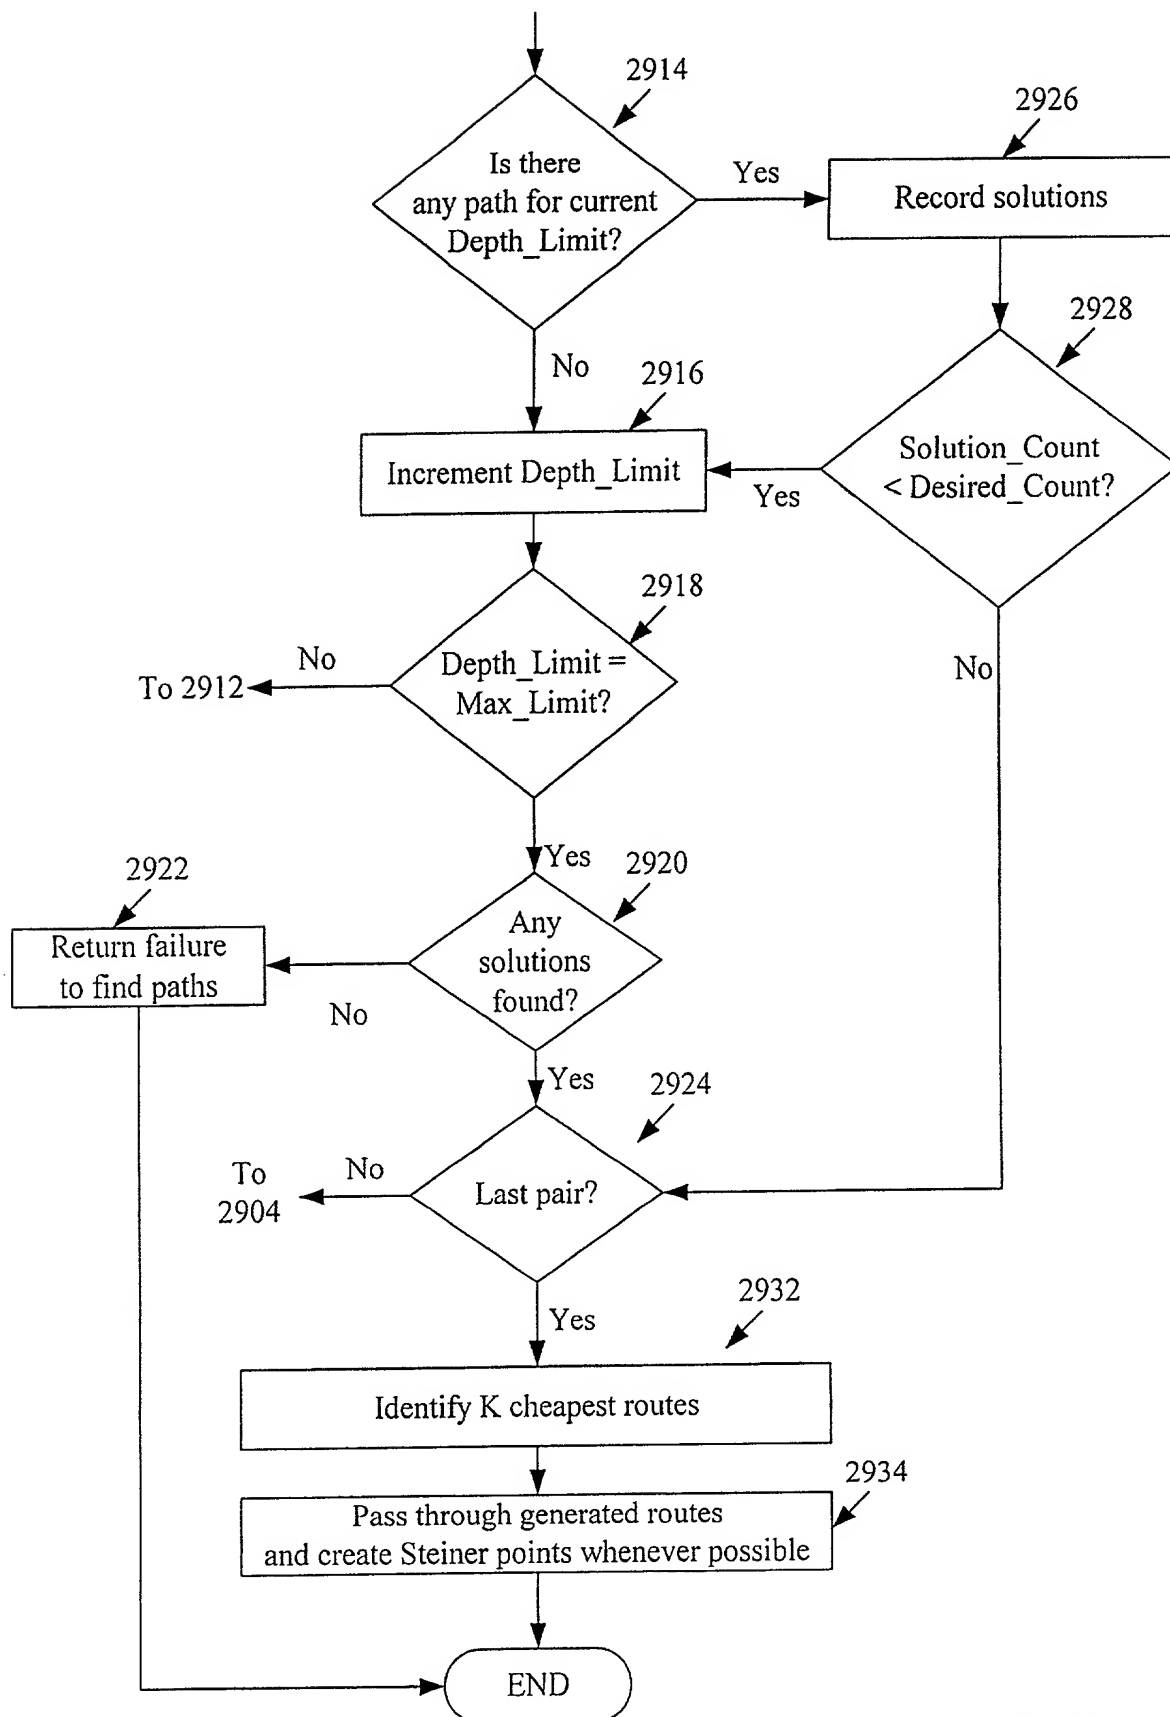 2914
Is there
any path for current
Depth_Limit?
Yes
2926
Record solutions
No
2928
Solution_Count
< Desired_Count?
Yes
No
2916
Increment Depth_Limit
2918
Depth_Limit =
Max_Limit?
No
To 2912
Yes
2920
Any
solutions
found?
No
2922
Return failure
to find paths
Yes
2924
Last pair?
No
To
2904
Yes
2932
Identify K cheapest routes
2934
Pass through generated routes
and create Steiner points whenever possible
END